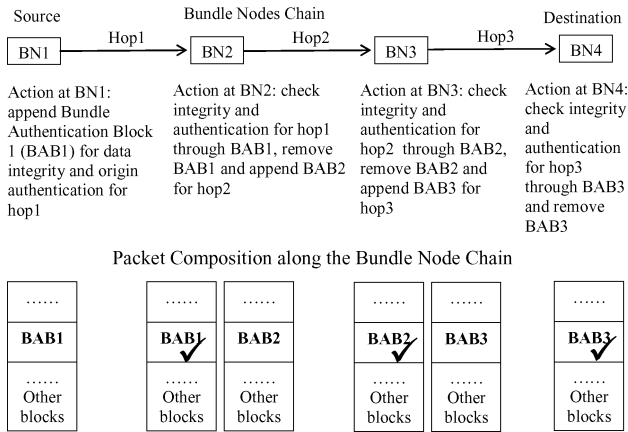 Source
Bundle Nodes Chain
Destination
BN1
Hop1
BN2
Hop2
BN3
Hop3
BN4
Action at BN1:
append Bundle
Authentication Block
1 (BAB1) for data
integrity and origin
authentication for
hop1
Action at BN2: check
integrity and
authentication for hop1
through BAB1, remove
BAB1 and append BAB2
for hop2
Action at BN3: check
integrity and
authentication for
hop2 through BAB2,
remove BAB2 and
append BAB3 for
hop3
Action at BN4:
check integrity
and
authentication
for hop3
through BAB3
and remove
BAB3
Packet Composition along the Bundle Node Chain
......
BAB1
......
Other
blocks
......
BAB1
......
Other
blocks
......
BAB2
......
Other
blocks
......
BAB2
......
Other
blocks
......
BAB3
......
Other
blocks
......
BAB3
......
Other
blocks